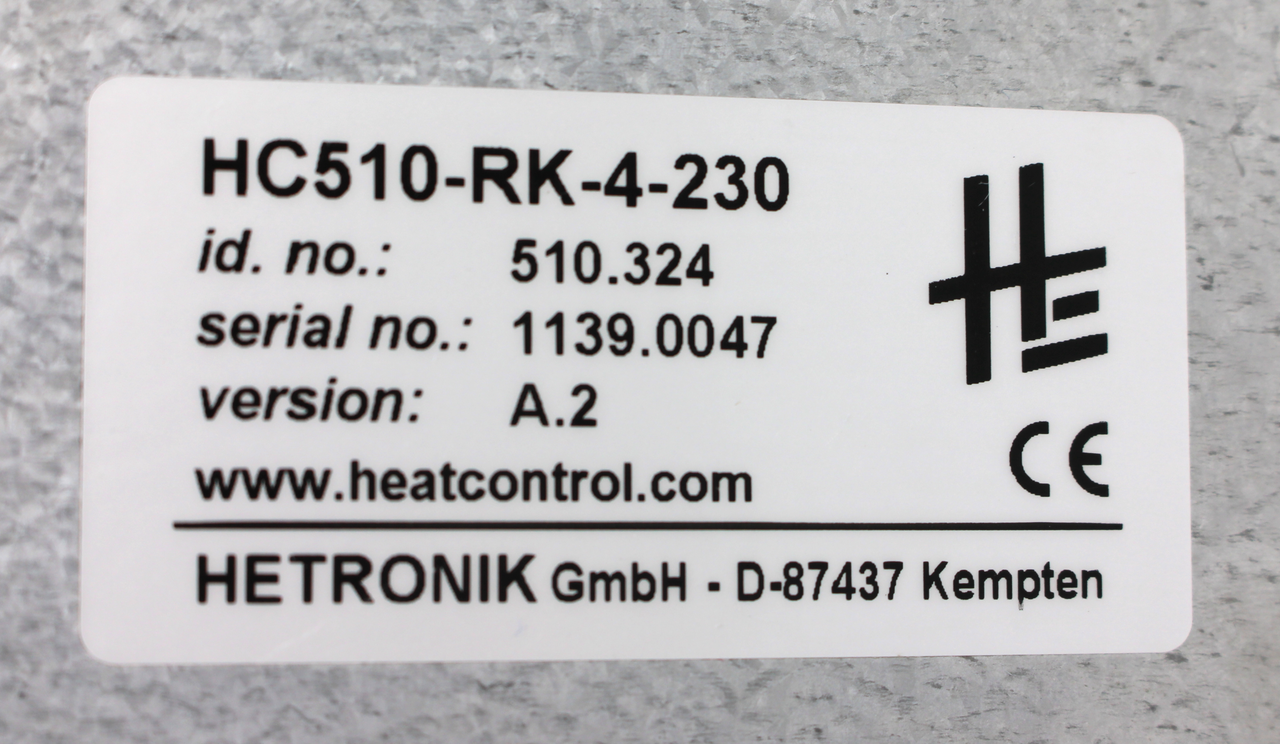 HC510-RK-4-230
id. no.: 510.324
serial no.: 1139.0047
version: A.2
www.heatcontrol.com
HETRONIK GmbH - D-87437 Kempten
HE
CE